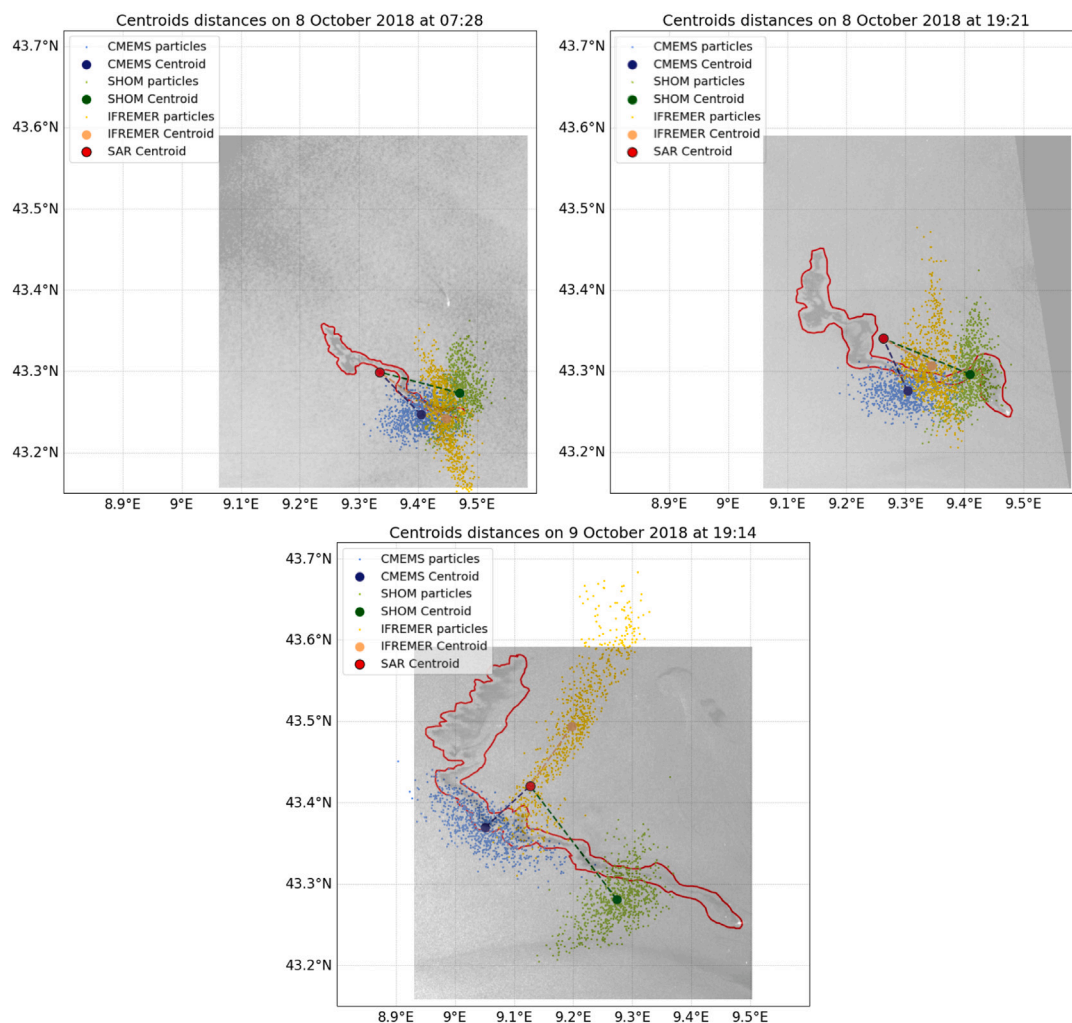 Centroids distances on 8 October 2018 at 07:28
43.7°N
43.6°N
43.5°N
43.4°N
43.3°N
43.2°N
CMEMS particles
CMEMS Centroid
SHOM particles
SHOM Centroid
IFREMER particles
IFREMER Centroid
SAR Centroid
8.9°E
9°E
9.1°E
9.2°E
9.3°E
9.4°E
9.5°E
Centroids distances on 8 October 2018 at 19:21
43.7°N
43.6°N
43.5°N
43.4°N
43.3°N
43.2°N
CMEMS particles
CMEMS Centroid
SHOM particles
SHOM Centroid
IFREMER particles
IFREMER Centroid
SAR Centroid
8.9°E
9°E
9.1°E
9.2°E
9.3°E
9.4°E
9.5°E
Centroids distances on 9 October 2018 at 19:14
43.7°N
43.6°N
43.5°N
43.4°N
43.3°N
43.2°N
CMEMS particles
CMEMS Centroid
SHOM particles
SHOM Centroid
IFREMER particles
IFREMER Centroid
SAR Centroid
8.9°E
9°E
9.1°E
9.2°E
9.3°E
9.4°E
9.5°E